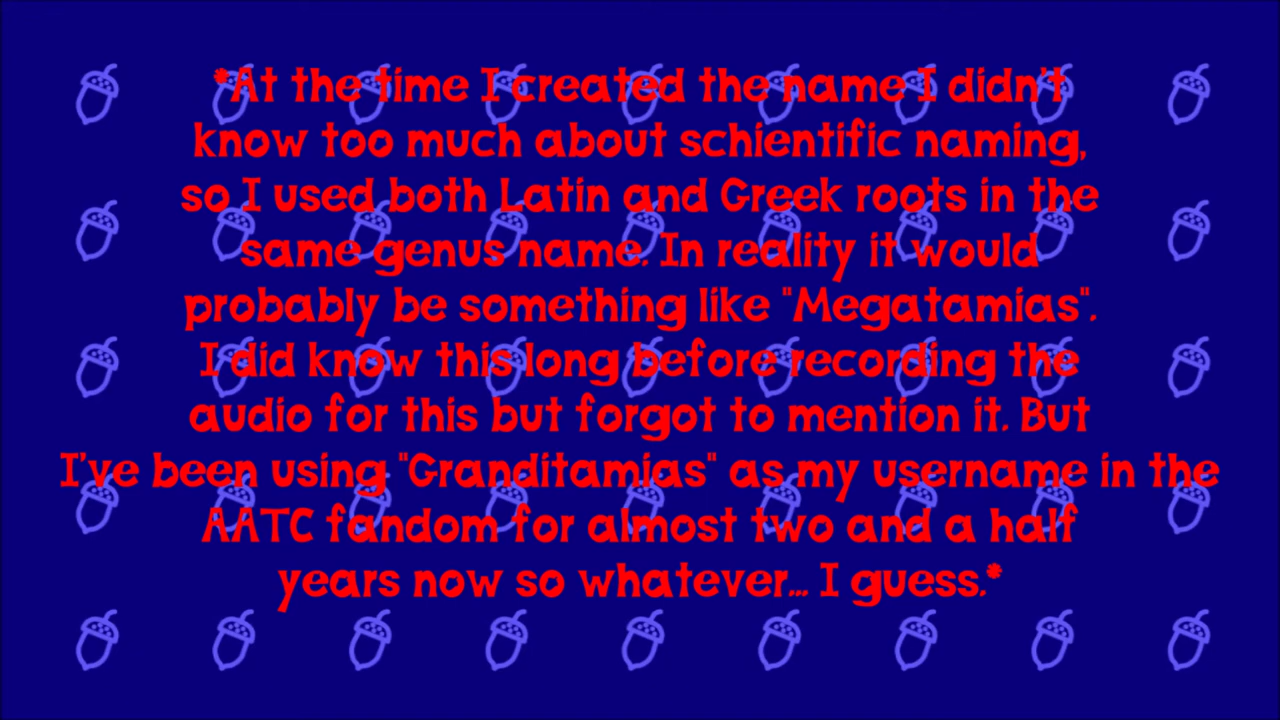 *At the time I created the name I didn't
know too much about schientific naming,
so I used both Latin and Greek roots in the
same genus name. In reality it would
probably be something like "Megatamias".
I did know this long before recording the
audio for this but forgot to mention it. But
I've been using "Granditamias" as my username in the
AATC fandom for almost two and a half
years now so whatever... I guess.*